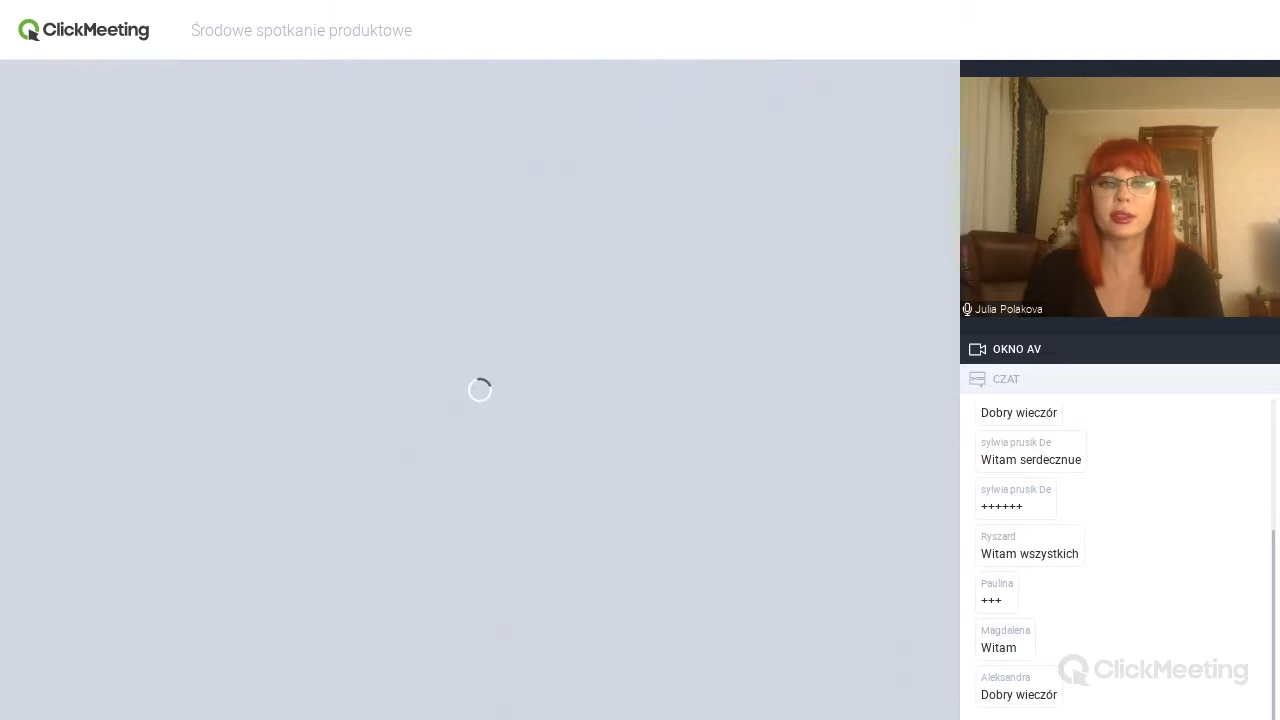 ClickMeeting
Środowe spotkanie produktowe
Julia Polakova
OKNO AV
CZAT
Dobry wieczór
sylwia prusik De
Witam serdecznue
sylwia prusik De
++++++
Ryszard
Witam wszystkich
Paulina
+++
Magdalena
Witam
Aleksandra
Dobry wieczór
ClickMeeting